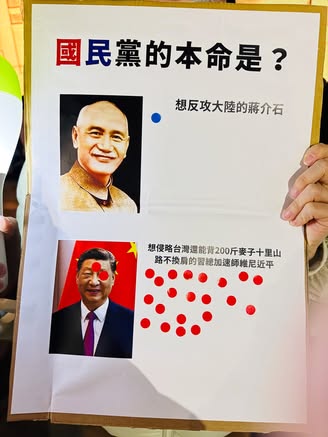 國民黨的本命是？
想反攻大陸的蔣介石
想侵略台灣還能背200斤麥子十里山
路不換肩的習總加速師維尼近平